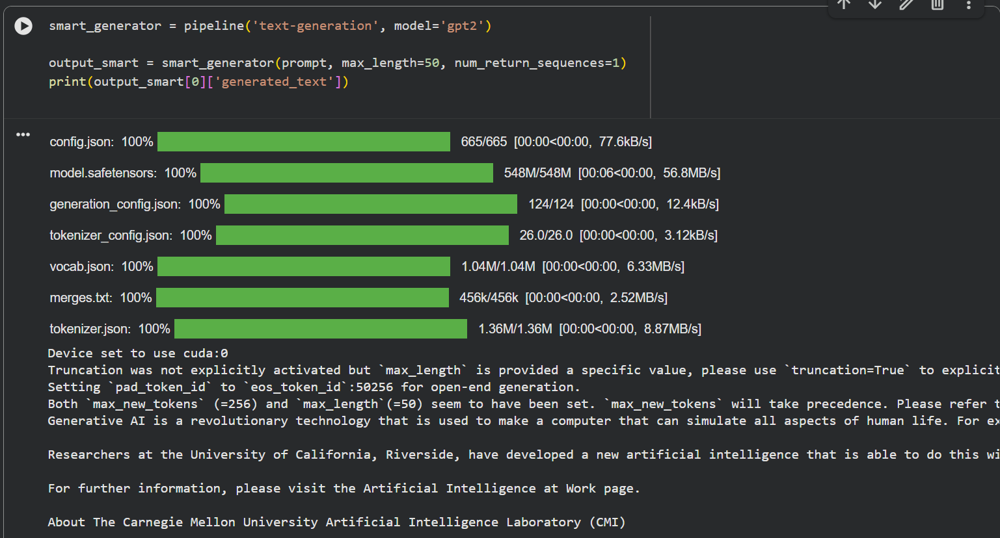 smart_generator = pipeline('text-generation', model='gpt2')
output_smart = smart_generator(prompt, max_length=50, num_return_sequences=1)
print(output_smart[0]['generated_text'])
config.json: 100% 665/665 [00:00<00:00, 77.6kB/s]
model.safetensors: 100% 548M/548M [00:06<00:00, 56.8MB/s]
generation_config.json: 100% 124/124 [00:00<00:00, 12.4kB/s]
tokenizer_config.json: 100% 26.0/26.0 [00:00<00:00, 3.12kB/s]
vocab.json: 100% 1.04M/1.04M [00:00<00:00, 6.33MB/s]
merges.txt: 100% 456k/456k [00:00<00:00, 2.52MB/s]
tokenizer.json: 100% 1.36M/1.36M [00:00<00:00, 8.87MB/s]
Device set to use cuda:0
Truncation was not explicitly activated but `max_length` is provided a specific value, please use `truncation=True` to explicit
Setting `pad_token_id` to `eos_token_id`:50256 for open-end generation.
Both `max_new_tokens` (=256) and `max_length`(=50) seem to have been set. `max_new_tokens` will take precedence. Please refer t
Generative AI is a revolutionary technology that is used to make a computer that can simulate all aspects of human life. For ex
Researchers at the University of California, Riverside, have developed a new artificial intelligence that is able to do this wi
For further information, please visit the Artificial Intelligence at Work page.
About The Carnegie Mellon University Artificial Intelligence Laboratory (CMI)